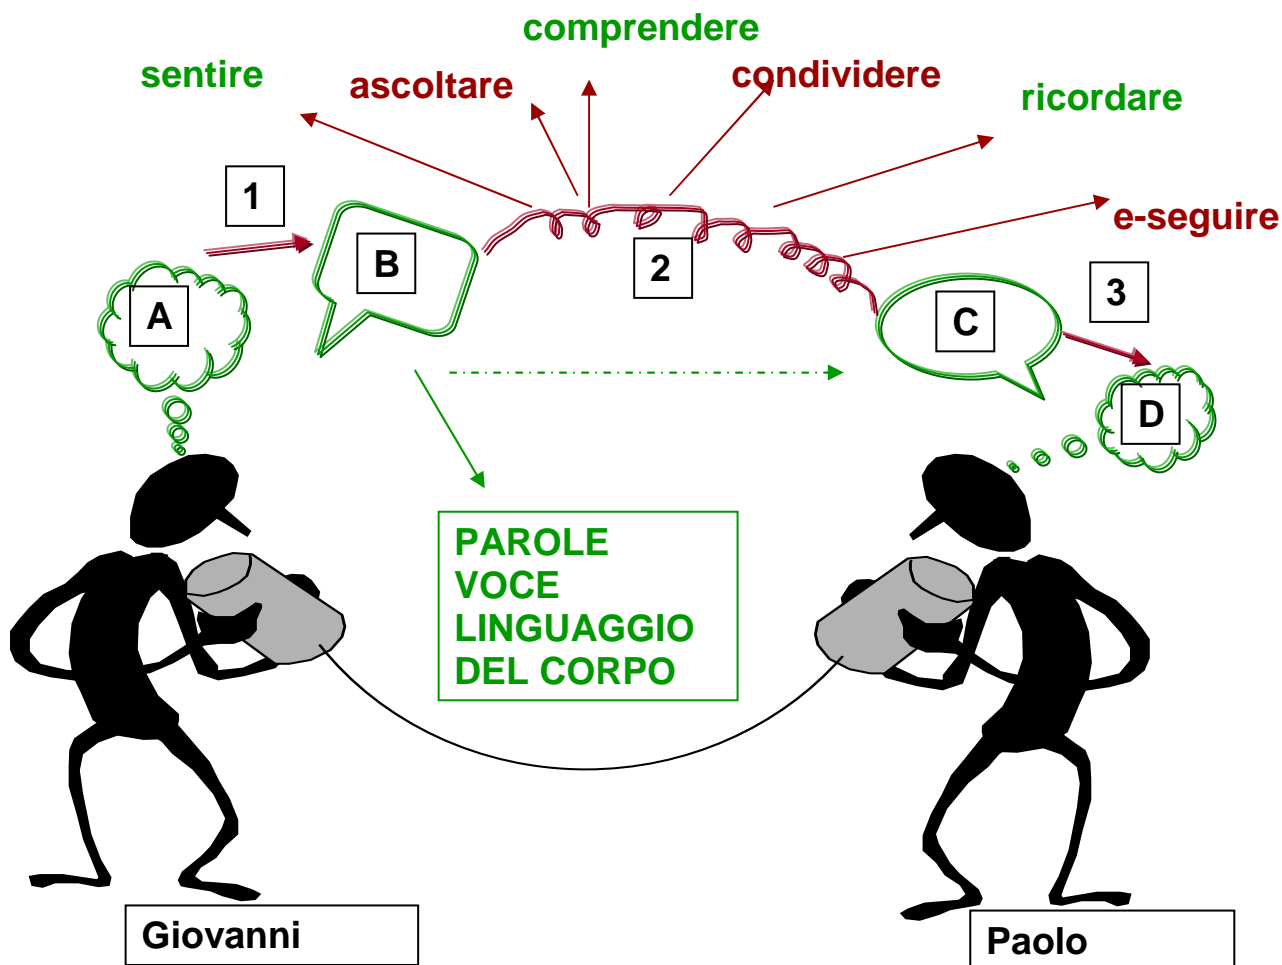 comprendere
sentire
ascoltare
condividere
ricordare
e-seguire
1
B
2
A
C
3
D
PAROLE
VOCE
LINGUAGGIO
DEL CORPO
Giovanni
Paolo